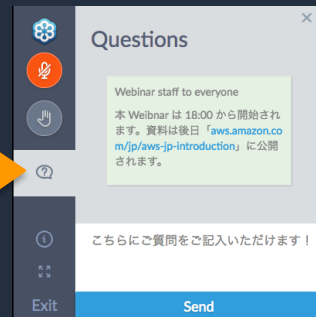 Questions
Webinar staff to everyone
本 Weibnar は 18:00 から開始され
ます。資料は後日「aws.amazon.co
m/jp/aws-jp-introduction」に公開
されます。
こちらにご質問をご記入いただけます！
Exit
Send